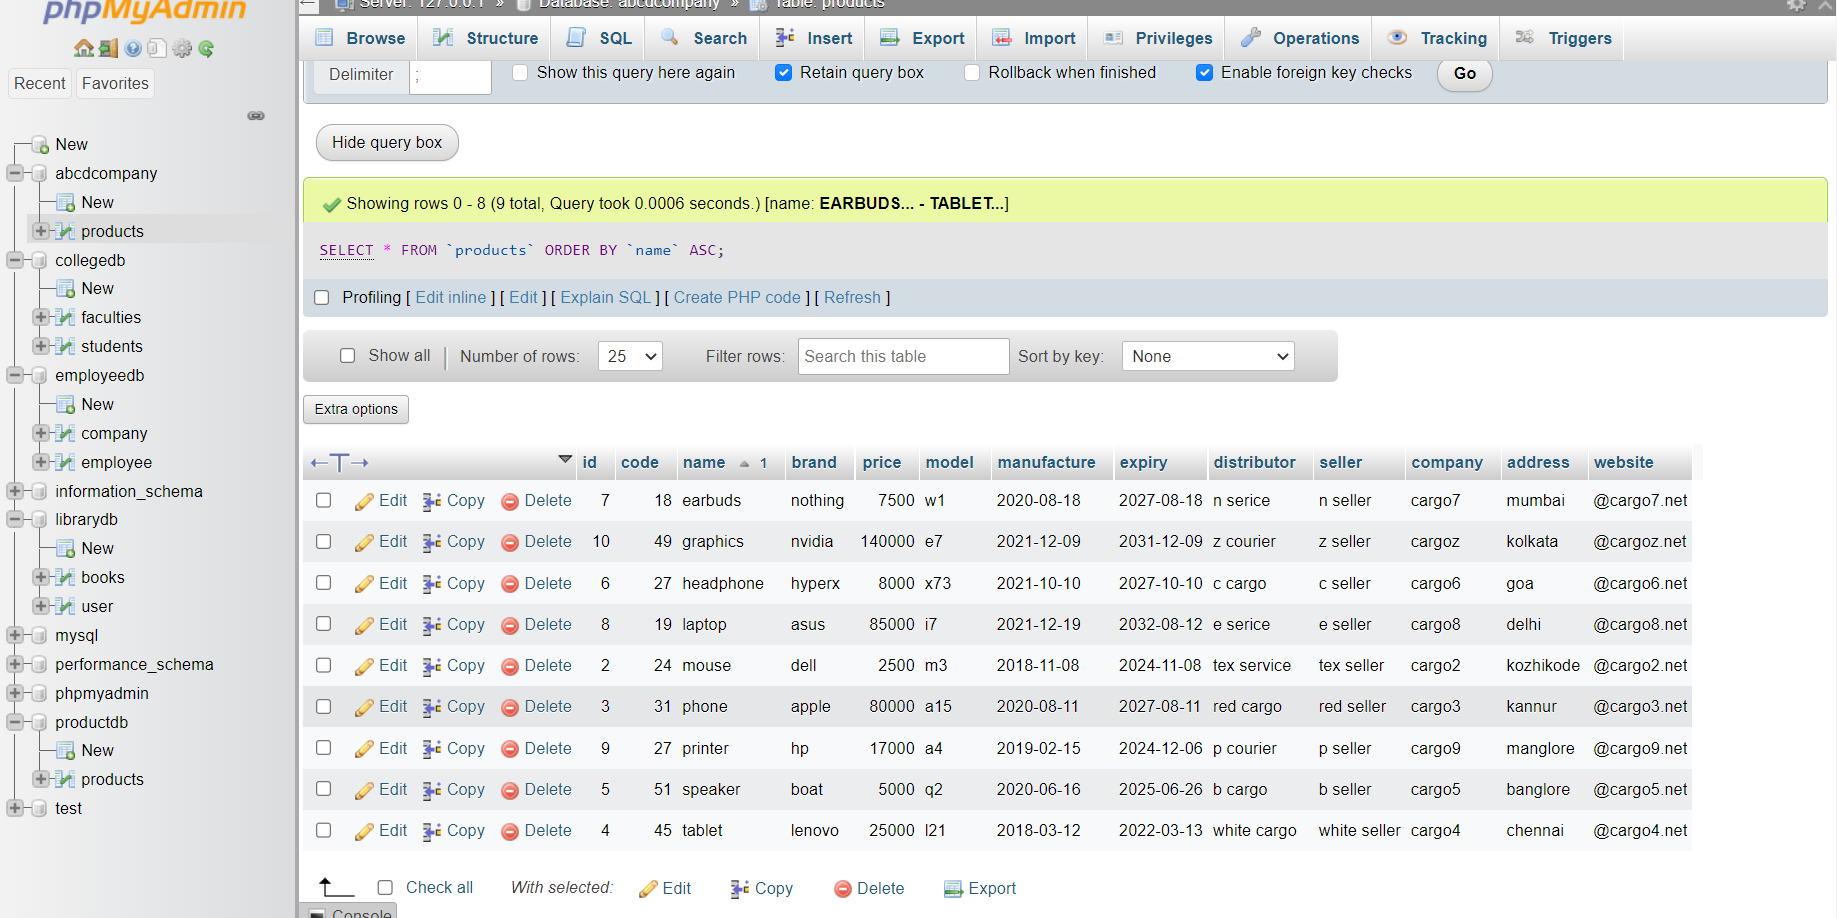 phpMyAdmin
Recent Favorites
New
abcdcompany
New
products
collegedb
New
faculties
students
employeedb
New
company
employee
information_schema
librarydb
New
books
user
mysql
performance_schema
phpmyadmin
productdb
New
products
test
Server: 127.0.0.1 » Database: abcdcompany » Table: products
Browse Structure SQL Search Insert Export Import Privileges Operations Tracking Triggers
Delimiter ; Show this query here again Retain query box Rollback when finished Enable foreign key checks Go
Hide query box
Showing rows 0 - 8 (9 total, Query took 0.0006 seconds.) [name: EARBUDS... - TABLET...]
SELECT * FROM `products` ORDER BY `name` ASC;
Profiling [ Edit inline ] [ Edit ] [ Explain SQL ] [ Create PHP code ] [ Refresh ]
Show all Number of rows: 25 Filter rows: Search this table Sort by key: None
Extra options
id code name 1 brand price model manufacture expiry distributor seller company address website
Edit Copy Delete 7 18 earbuds nothing 7500 w1 2020-08-18 2027-08-18 n serice n seller cargo7 mumbai @cargo7.net
Edit Copy Delete 10 49 graphics nvidia 140000 e7 2021-12-09 2031-12-09 z courier z seller cargoz kolkata @cargoz.net
Edit Copy Delete 6 27 headphone hyperx 8000 x73 2021-10-10 2027-10-10 c cargo c seller cargo6 goa @cargo6.net
Edit Copy Delete 8 19 laptop asus 85000 i7 2021-12-19 2032-08-12 e serice e seller cargo8 delhi @cargo8.net
Edit Copy Delete 2 24 mouse dell 2500 m3 2018-11-08 2024-11-08 tex service tex seller cargo2 kozhikode @cargo2.net
Edit Copy Delete 3 31 phone apple 80000 a15 2020-08-11 2027-08-11 red cargo red seller cargo3 kannur @cargo3.net
Edit Copy Delete 9 27 printer hp 17000 a4 2019-02-15 2024-12-06 p courier p seller cargo9 manglore @cargo9.net
Edit Copy Delete 5 51 speaker boat 5000 q2 2020-06-16 2025-06-26 b cargo b seller cargo5 banglore @cargo5.net
Edit Copy Delete 4 45 tablet lenovo 25000 l21 2018-03-12 2022-03-13 white cargo white seller cargo4 chennai @cargo4.net
Check all With selected: Edit Copy Delete Export
Console